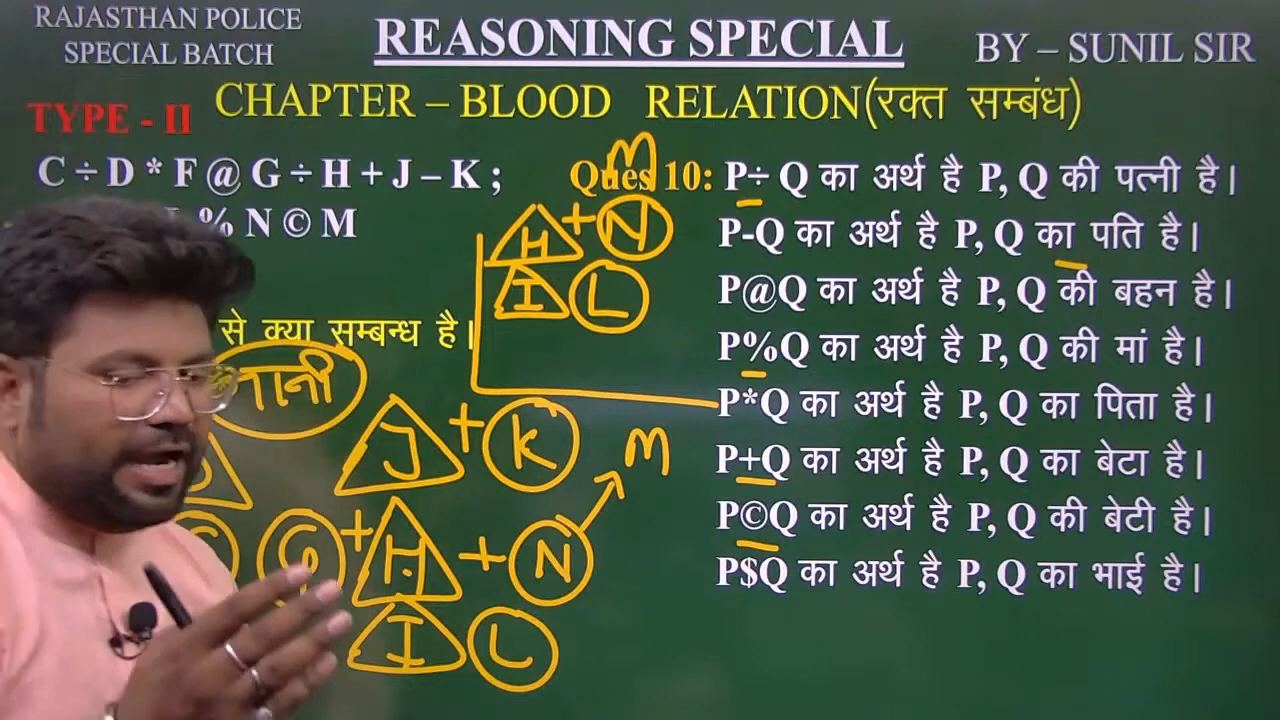 RAJASTHAN POLICE
SPECIAL BATCH
REASONING SPECIAL
BY – SUNIL SIR
CHAPTER – BLOOD RELATION(रक्त सम्बंध)
TYPE - II
C ÷ D * F @ G ÷ H + J – K ;
% N © M
से क्या सम्बन्ध है।
Ques 10: P÷ Q का अर्थ है P, Q की पत्नी है।
P-Q का अर्थ है P, Q का पति है।
P@Q का अर्थ है P, Q की बहन है।
P%Q का अर्थ है P, Q की मां है।
P*Q का अर्थ है P, Q का पिता है।
P+Q का अर्थ है P, Q का बेटा है।
P©Q का अर्थ है P, Q की बेटी है।
P$Q का अर्थ है P, Q का भाई है।
M
H + N
I L
J + K
M
G + H + N
I L